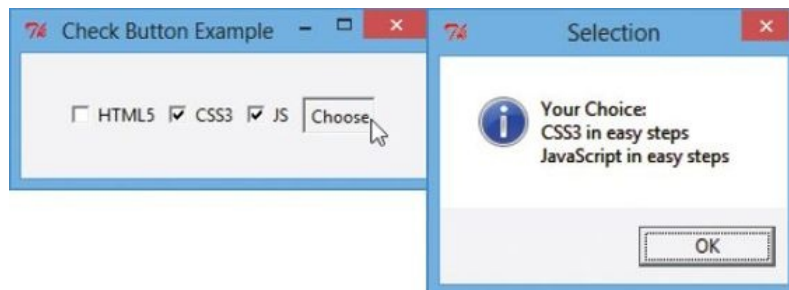 Check Button Example
HTML5 CSS3 JS Choose
Selection
Your Choice:
CSS3 in easy steps
JavaScript in easy steps
OK